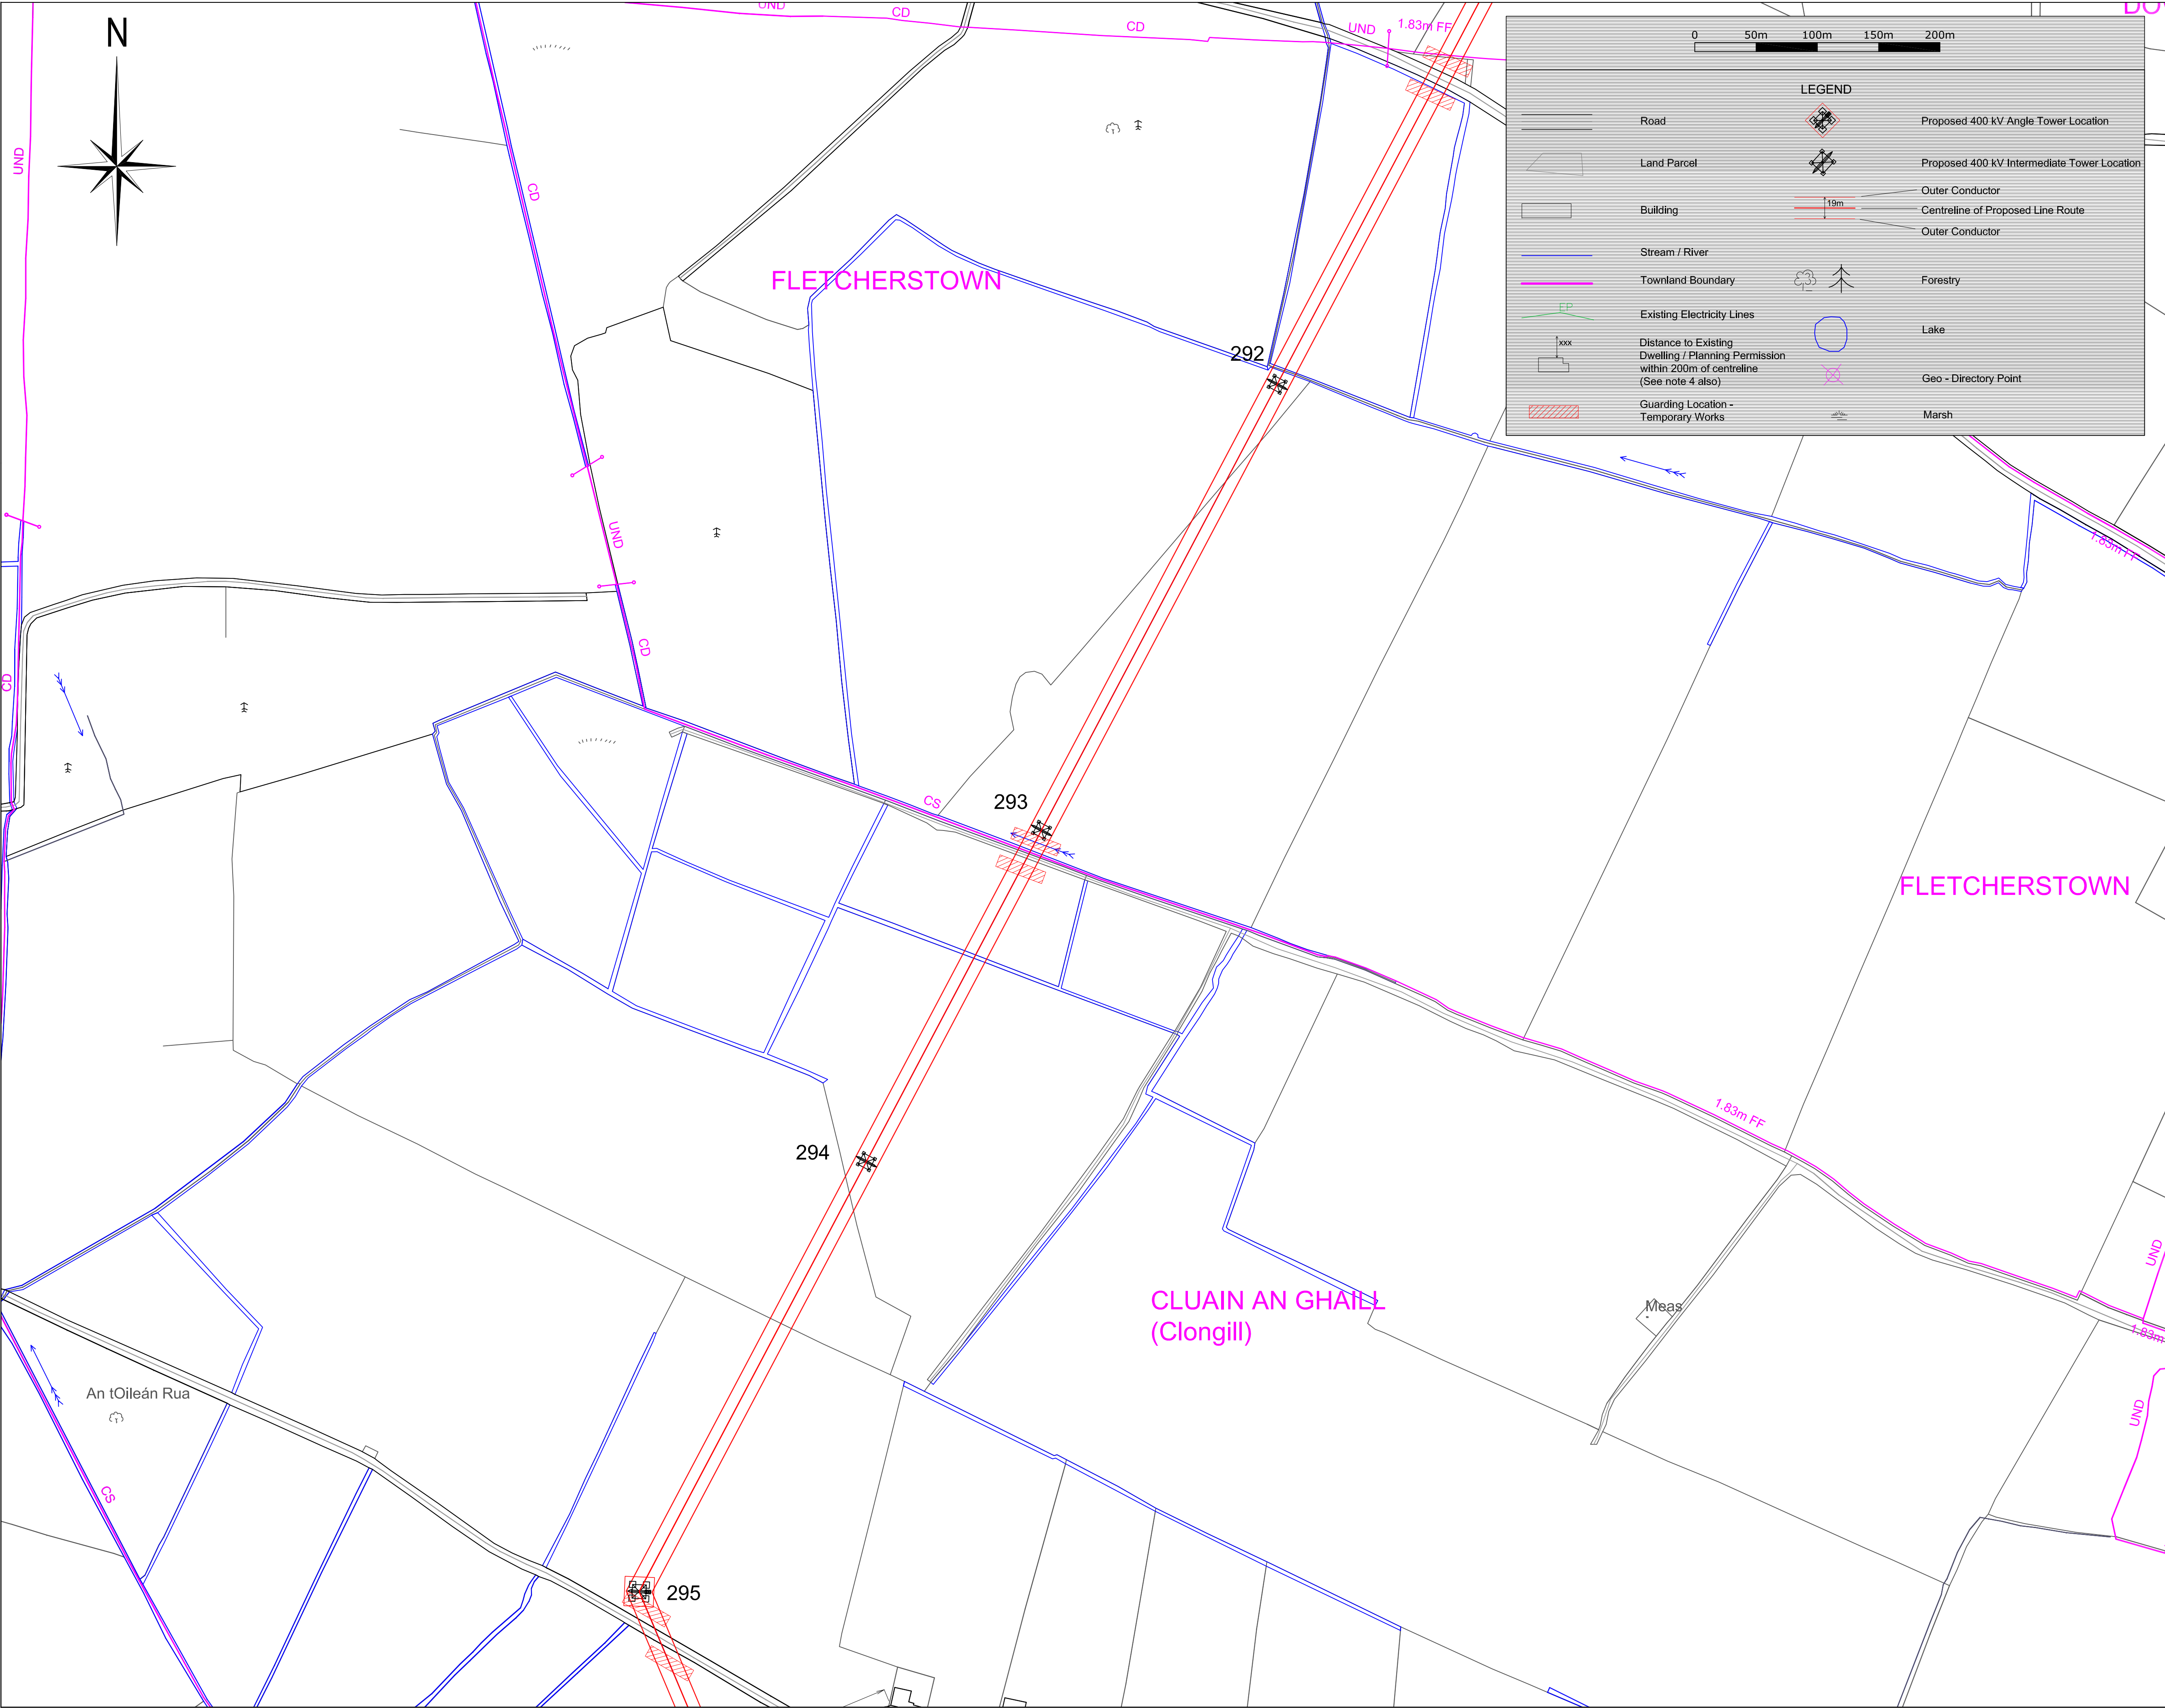 N
UND
CD
CD
UND
1.83m FF
DO
0 50m 100m 150m 200m
LEGEND
Road
Proposed 400 kV Angle Tower Location
Land Parcel
Proposed 400 kV Intermediate Tower Location
Outer Conductor
19m
Building
Centreline of Proposed Line Route
Outer Conductor
Stream / River
Townland Boundary
Forestry
EP
Existing Electricity Lines
Lake
xxx
Distance to Existing
Dwelling / Planning Permission
within 200m of centreline
(See note 4 also)
Geo - Directory Point
Guarding Location -
Temporary Works
Marsh
UND
CD
FLETCHERSTOWN
292
UND
1.83m FF
CD
CD
CS
293
FLETCHERSTOWN
1.83m FF
294
UND
CLUAIN AN GHAILL
(Clongill)
Meas
1.83m
An tOileán Rua
UND
CS
295